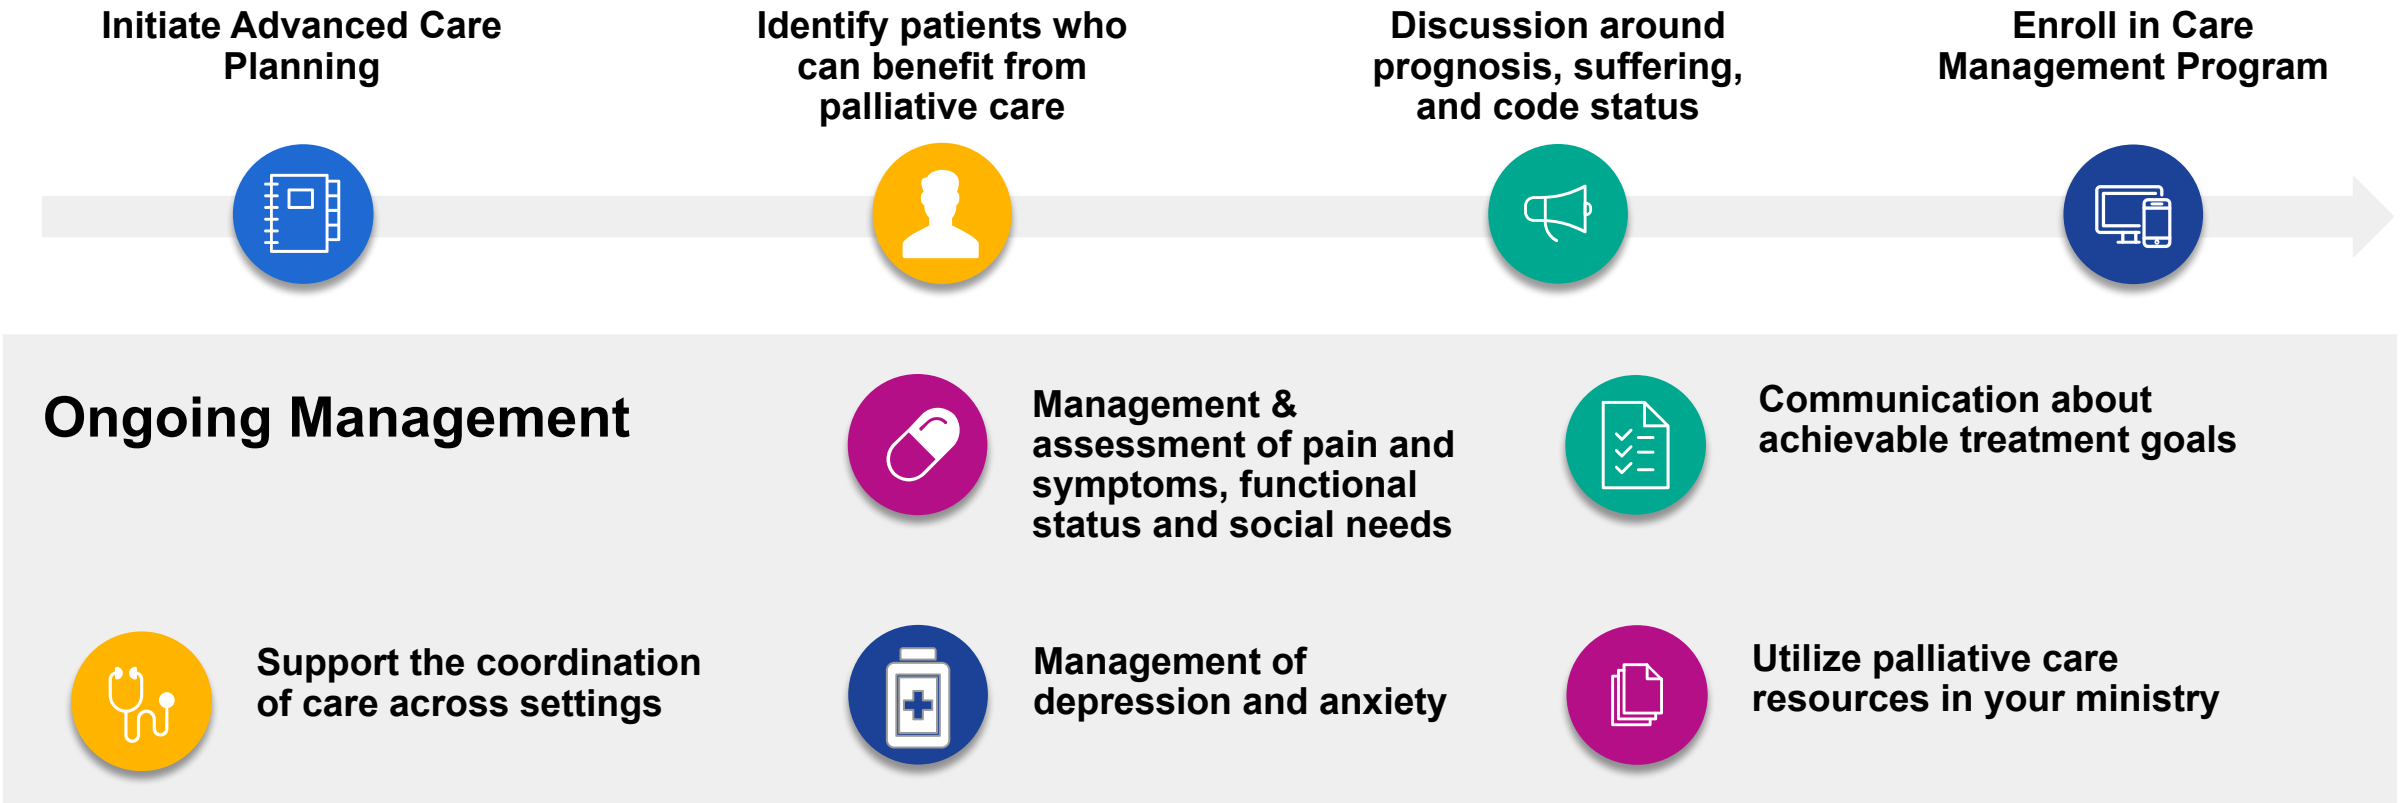 Initiate Advanced Care
Planning
Identify patients who
can benefit from
palliative care
Discussion around
prognosis, suffering,
and code status
Enroll in Care
Management Program
Ongoing Management
Management &
assessment of pain and
symptoms, functional
status and social needs
Communication about
achievable treatment goals
Support the coordination
of care across settings
Management of
depression and anxiety
Utilize palliative care
resources in your ministry